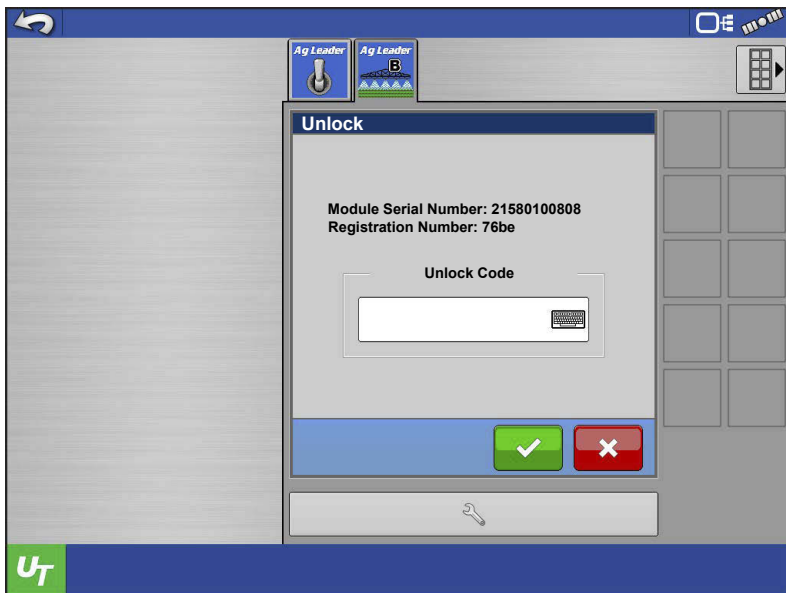 Ag Leader
Ag Leader
B
Unlock
Module Serial Number: 21580100808
Registration Number: 76be
Unlock Code
UT